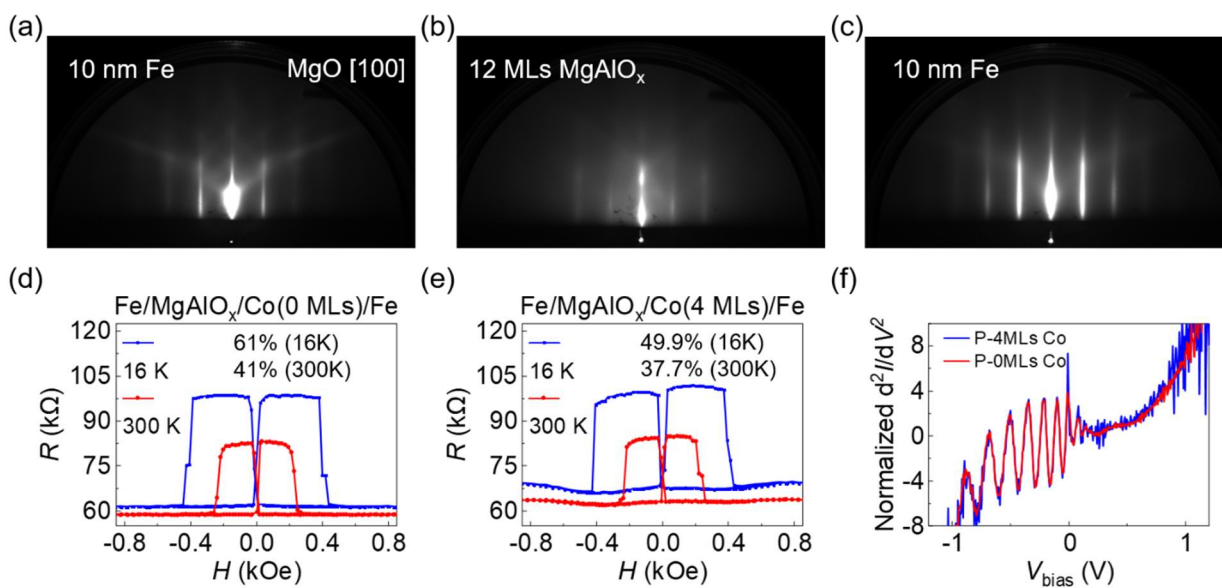 (a)
10 nm Fe
MgO [100]
(b)
12 MLs MgAlOₓ
(c)
10 nm Fe
(d)
Fe/MgAlOₓ/Co(0 MLs)/Fe
120
105
90
75
60
R (kΩ)
16 K
300 K
61% (16K)
41% (300K)
-0.8
-0.4
0.0
0.4
0.8
H (kOe)
(e)
Fe/MgAlOₓ/Co(4 MLs)/Fe
120
105
90
75
60
R (kΩ)
16 K
300 K
49.9% (16K)
37.7% (300K)
-0.8
-0.4
0.0
0.4
0.8
H (kOe)
(f)
8
4
0
-4
-8
Normalized d²I/dV²
P-4MLs Co
P-0MLs Co
-1
0
1
V_bias (V)